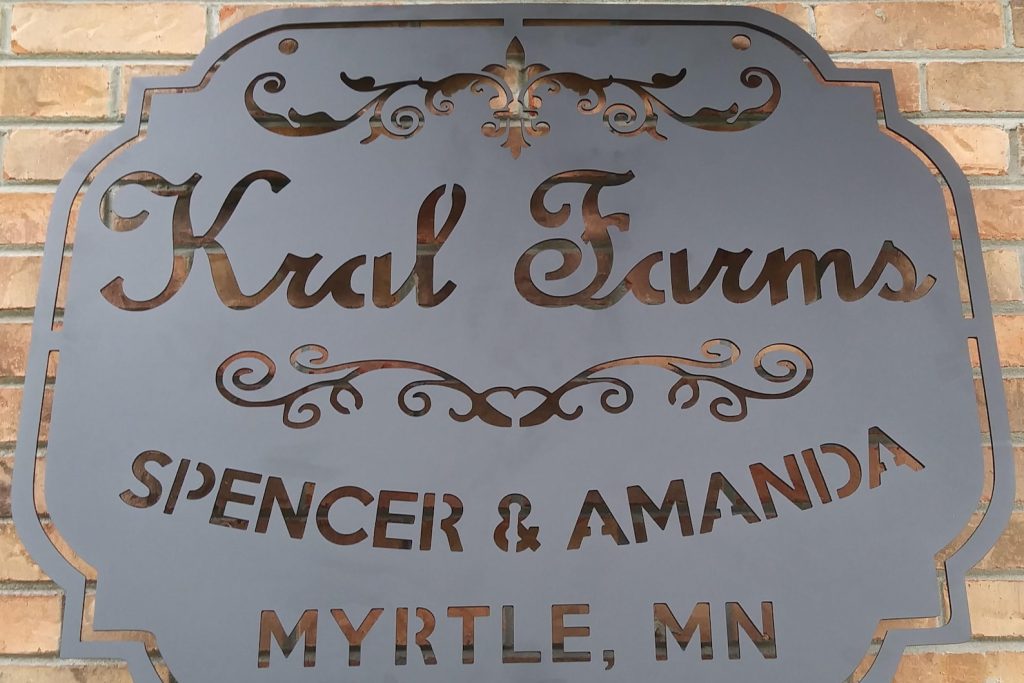 Kral Farms
SPENCER & AMANDA
MYRTLE, MN